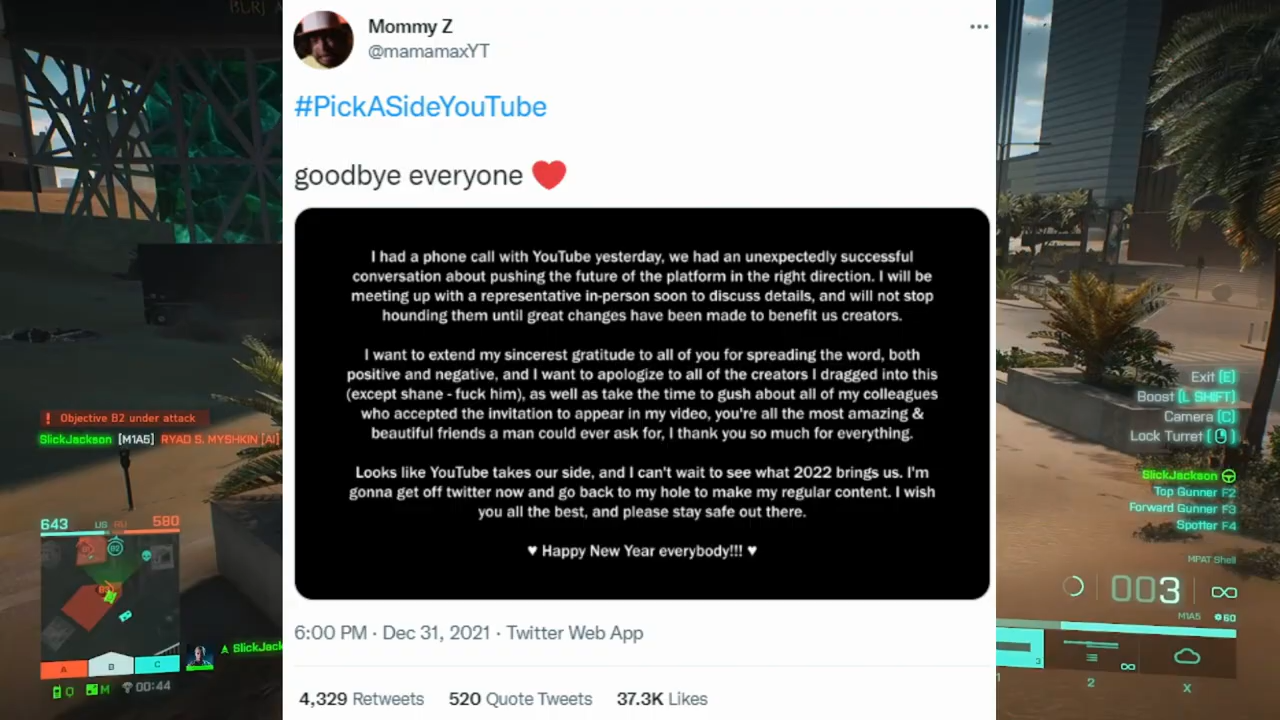 Mommy Z
@mamamaxYT
#PickASideYouTube
goodbye everyone ❤️
I had a phone call with YouTube yesterday, we had an unexpectedly successful
conversation about pushing the future of the platform in the right direction. I will be
meeting up with a representative in-person soon to discuss details, and will not stop
hounding them until great changes have been made to benefit us creators.
I want to extend my sincerest gratitude to all of you for spreading the word, both
positive and negative, and I want to apologize to all of the creators I dragged into this
(except shane - fuck him), as well as take the time to gush about all of my colleagues
who accepted the invitation to appear in my video, you're all the most amazing &
beautiful friends a man could ever ask for, I thank you so much for everything.
Looks like YouTube takes our side, and I can't wait to see what 2022 brings us. I'm
gonna get off twitter now and go back to my hole to make my regular content. I wish
you all the best, and please stay safe out there.
♥ Happy New Year everybody!!! ♥
6:00 PM · Dec 31, 2021 · Twitter Web App
4,329 Retweets 520 Quote Tweets 37.3K Likes
! Objective B2 under attack
SlickJackson [M1A5] RYAD S. MYSHKIN [AI]
643 US RU 580
B2
A B C
SlickJack
Q M 00:44
Exit [E]
Boost [L SHIFT]
Camera [C]
Lock Turret
SlickJackson
Top Gunner F2
Forward Gunner F3
Spotter F4
MPAT Shell
003 ∞
M1A5 60
3
∞
1 2 X